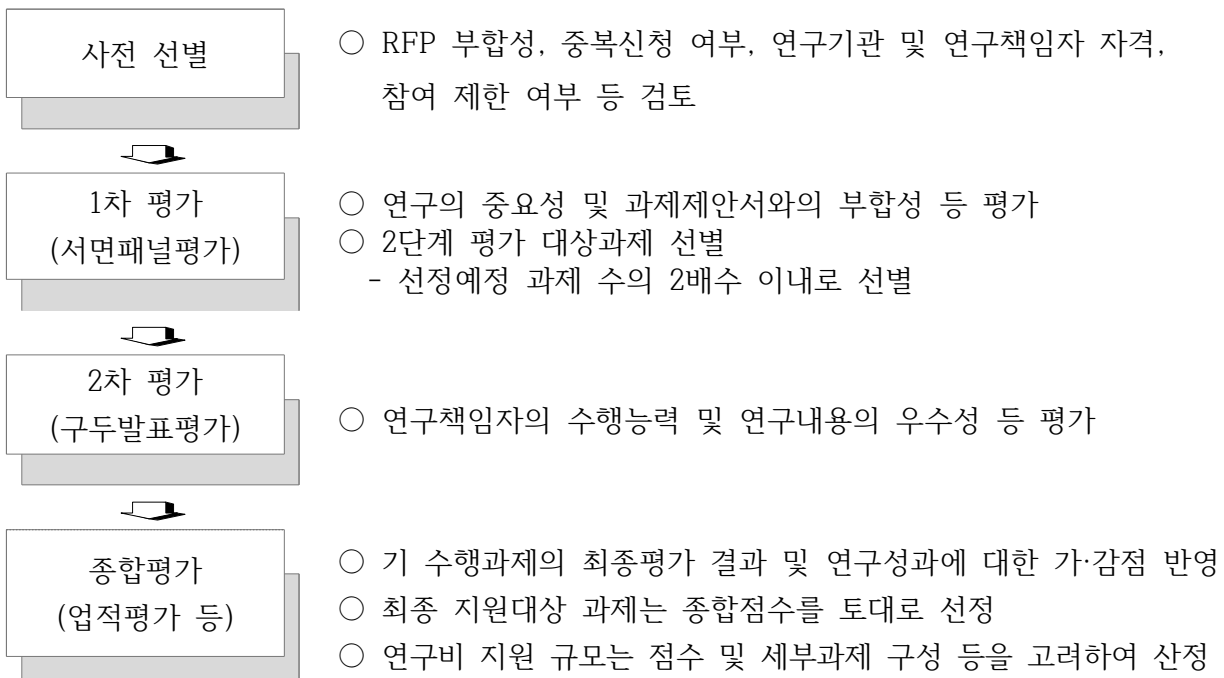 사전 선별
○ RFP 부합성, 중복신청 여부, 연구기관 및 연구책임자 자격,
참여 제한 여부 등 검토
1차 평가
(서면패널평가)
○ 연구의 중요성 및 과제제안서와의 부합성 등 평가
○ 2단계 평가 대상과제 선별
- 선정예정 과제 수의 2배수 이내로 선별
2차 평가
(구두발표평가)
○ 연구책임자의 수행능력 및 연구내용의 우수성 등 평가
종합평가
(업적평가 등)
○ 기 수행과제의 최종평가 결과 및 연구성과에 대한 가·감점 반영
○ 최종 지원대상 과제는 종합점수를 토대로 선정
○ 연구비 지원 규모는 점수 및 세부과제 구성 등을 고려하여 산정